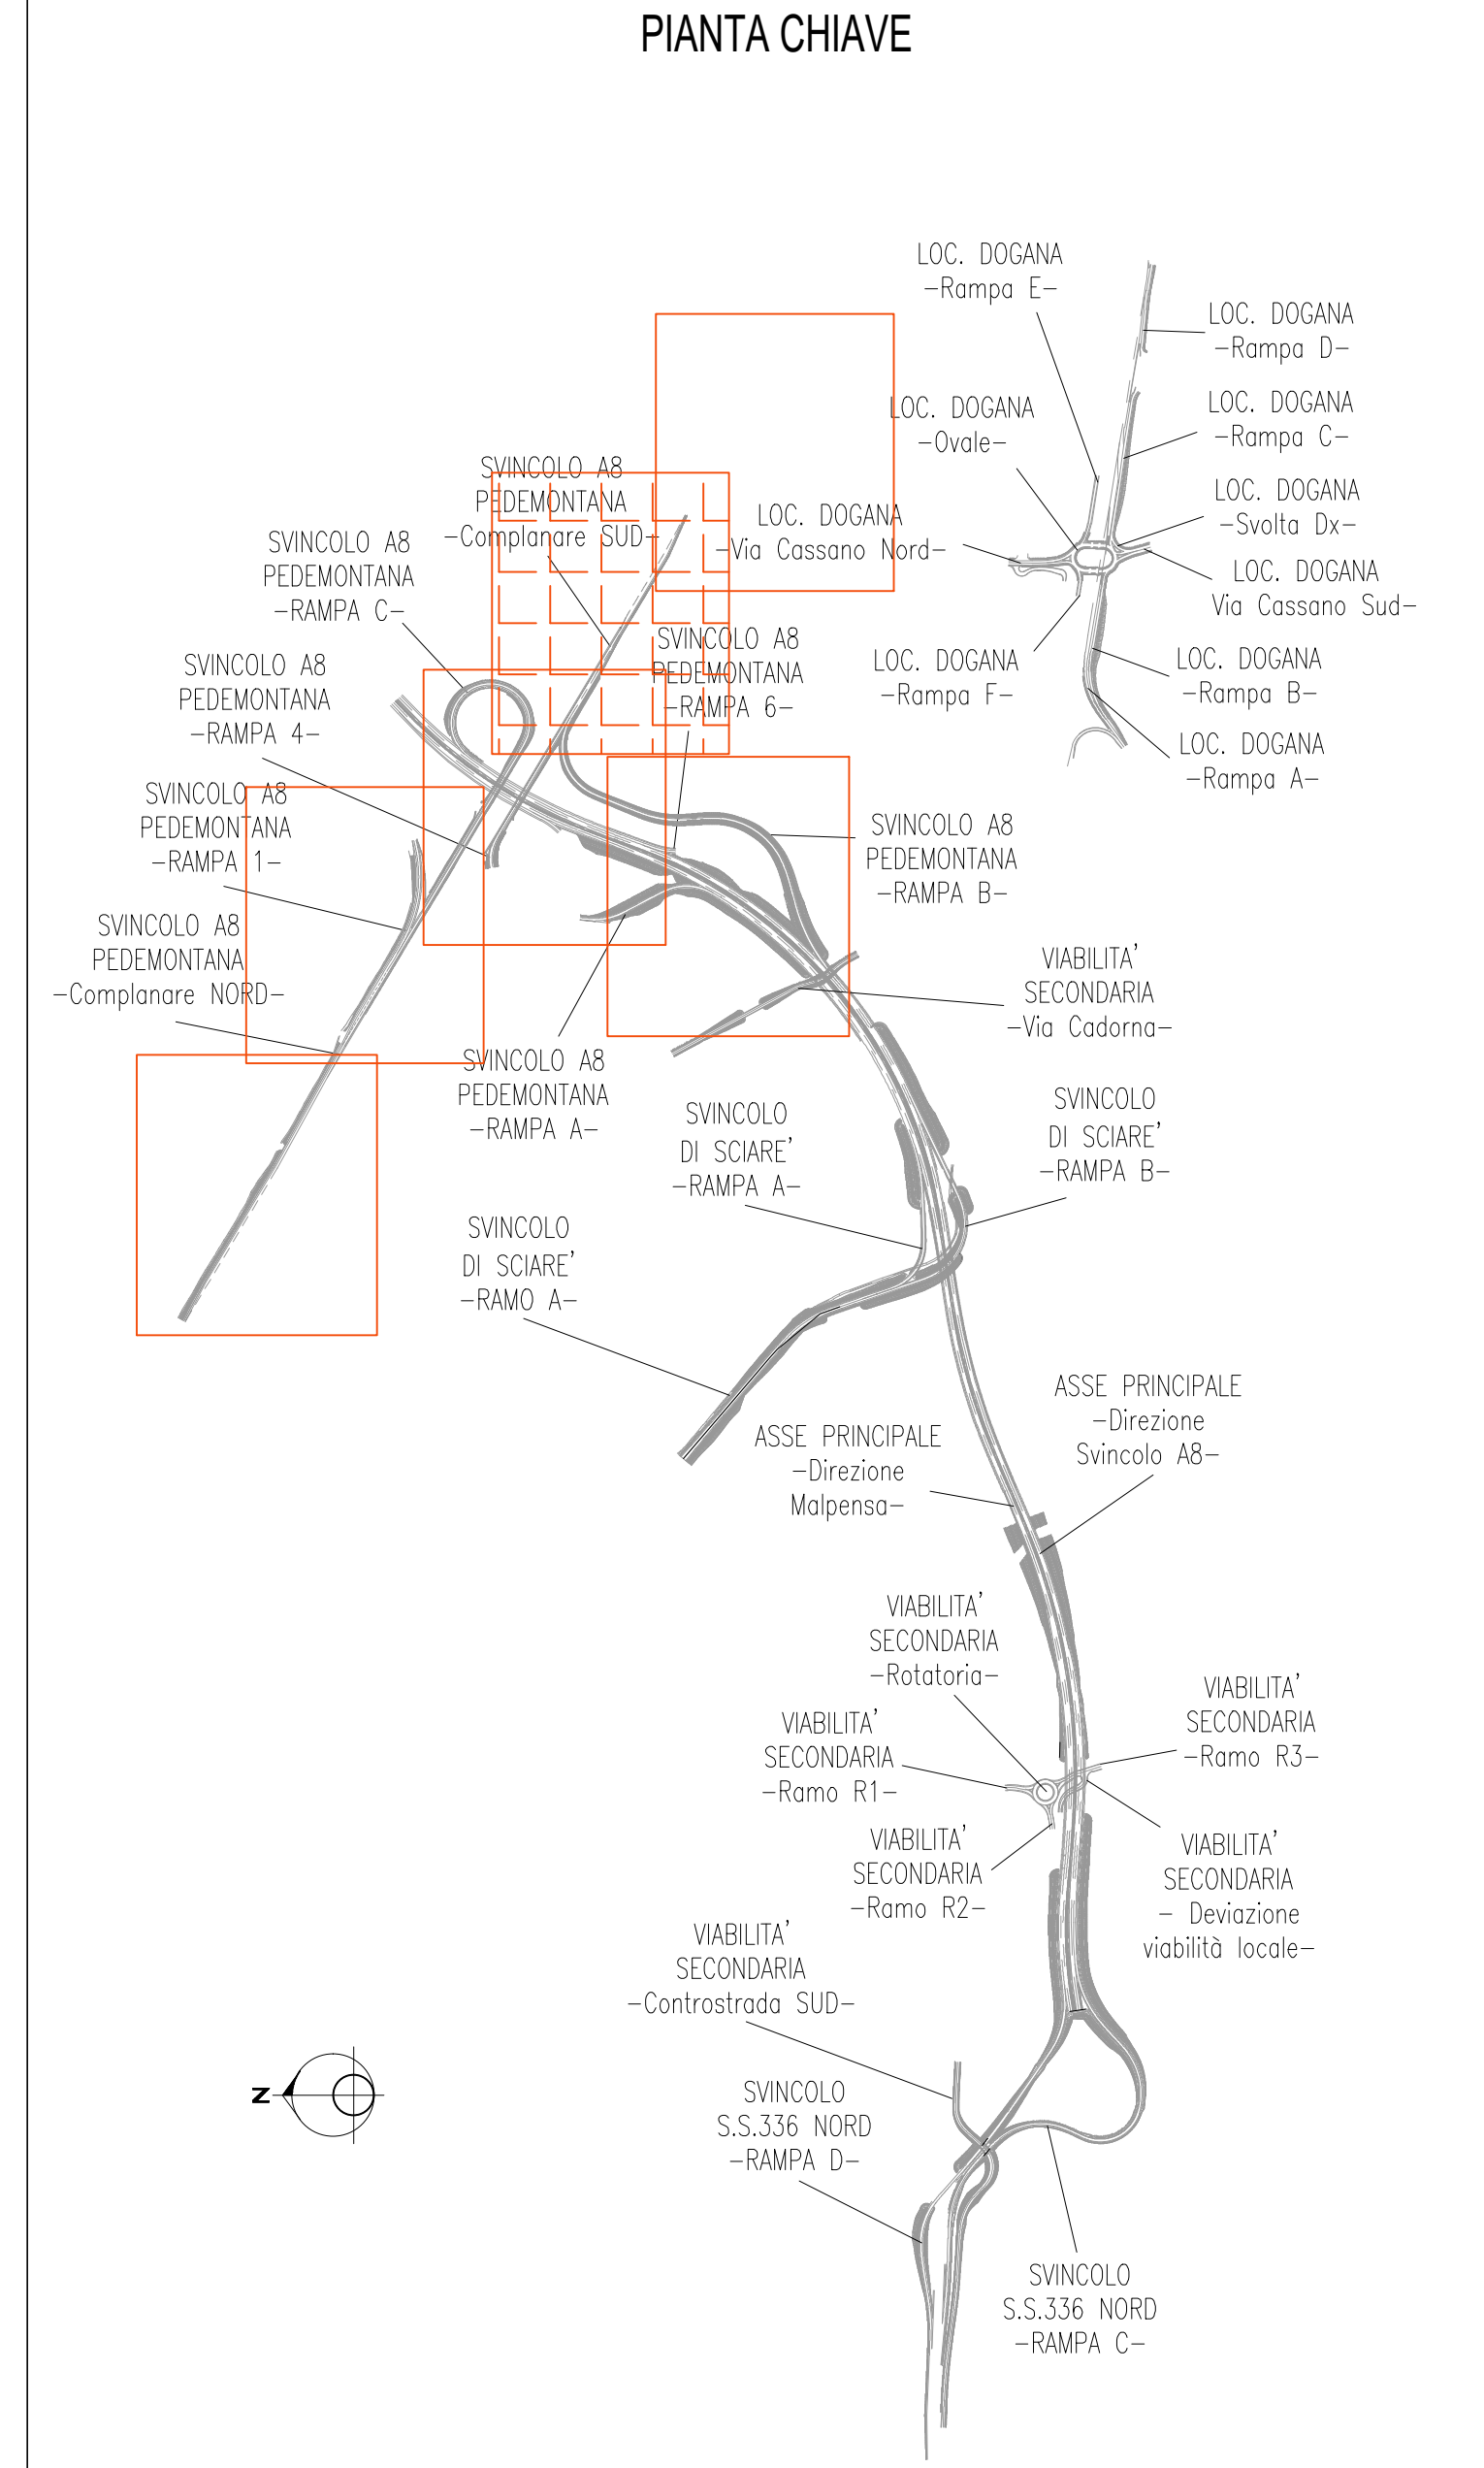 PIANTA CHIAVE
LOC. DOGANA
-Rampa E-
LOC. DOGANA
-Rampa D-
LOC. DOGANA
-Ovale-
LOC. DOGANA
-Rampa C-
SVINCOLO A8
PEDEMONTANA
-Complanare SUD-
LOC. DOGANA
-Svolta Dx-
LOC. DOGANA
-Via Cassano Nord-
SVINCOLO A8
PEDEMONTANA
-RAMPA C-
LOC. DOGANA
Via Cassano Sud-
SVINCOLO A8
PEDEMONTANA
-RAMPA 6-
LOC. DOGANA
-Rampa F-
LOC. DOGANA
-Rampa B-
SVINCOLO A8
PEDEMONTANA
-RAMPA 4-
LOC. DOGANA
-Rampa A-
SVINCOLO A8
PEDEMONTANA
-RAMPA 1-
SVINCOLO A8
PEDEMONTANA
-RAMPA B-
SVINCOLO A8
PEDEMONTANA
-Complanare NORD-
VIABILITA'
SECONDARIA
-Via Cadorna-
SVINCOLO A8
PEDEMONTANA
-RAMPA A-
SVINCOLO
DI SCIARE'
-RAMPA A-
SVINCOLO
DI SCIARE'
-RAMPA B-
SVINCOLO
DI SCIARE'
-RAMO A-
ASSE PRINCIPALE
-Direzione
Svincolo A8-
ASSE PRINCIPALE
-Direzione
Malpensa-
VIABILITA'
SECONDARIA
-Rotatoria-
VIABILITA'
SECONDARIA
-Ramo R3-
VIABILITA'
SECONDARIA
-Ramo R1-
VIABILITA'
SECONDARIA
-Ramo R2-
VIABILITA'
SECONDARIA
- Deviazione
viabilità locale-
VIABILITA'
SECONDARIA
-Controstrada SUD-
N
SVINCOLO
S.S.336 NORD
-RAMPA D-
SVINCOLO
S.S.336 NORD
-RAMPA C-